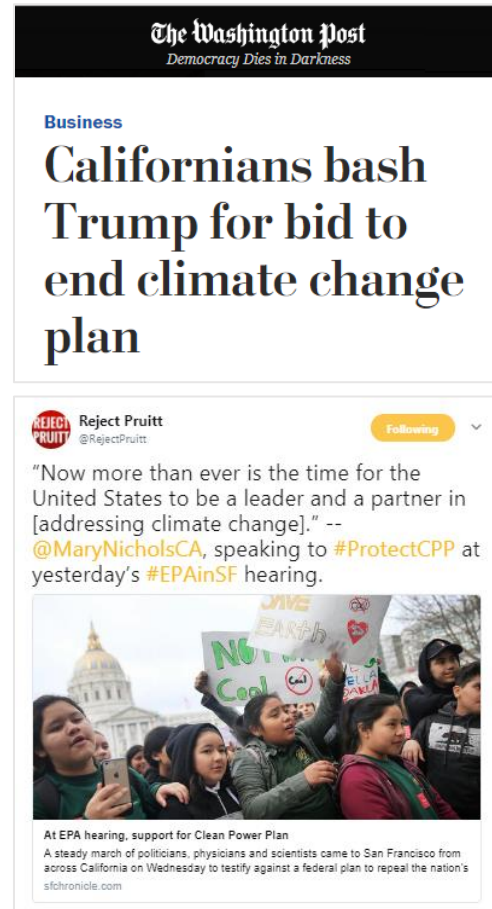 The Washington Post
Democracy Dies in Darkness
Business
Californians bash
Trump for bid to
end climate change
plan
REJECT
PRUITT
Reject Pruitt
@RejectPruitt
Following
“Now more than ever is the time for the
United States to be a leader and a partner in
[addressing climate change].” --
@MaryNicholsCA, speaking to #ProtectCPP at
yesterday’s #EPAinSF hearing.
SAVE
EARth
NO
Coal
Coal
At EPA hearing, support for Clean Power Plan
A steady march of politicians, physicians and scientists came to San Francisco from
across California on Wednesday to testify against a federal plan to repeal the nation's
sfchronicle.com